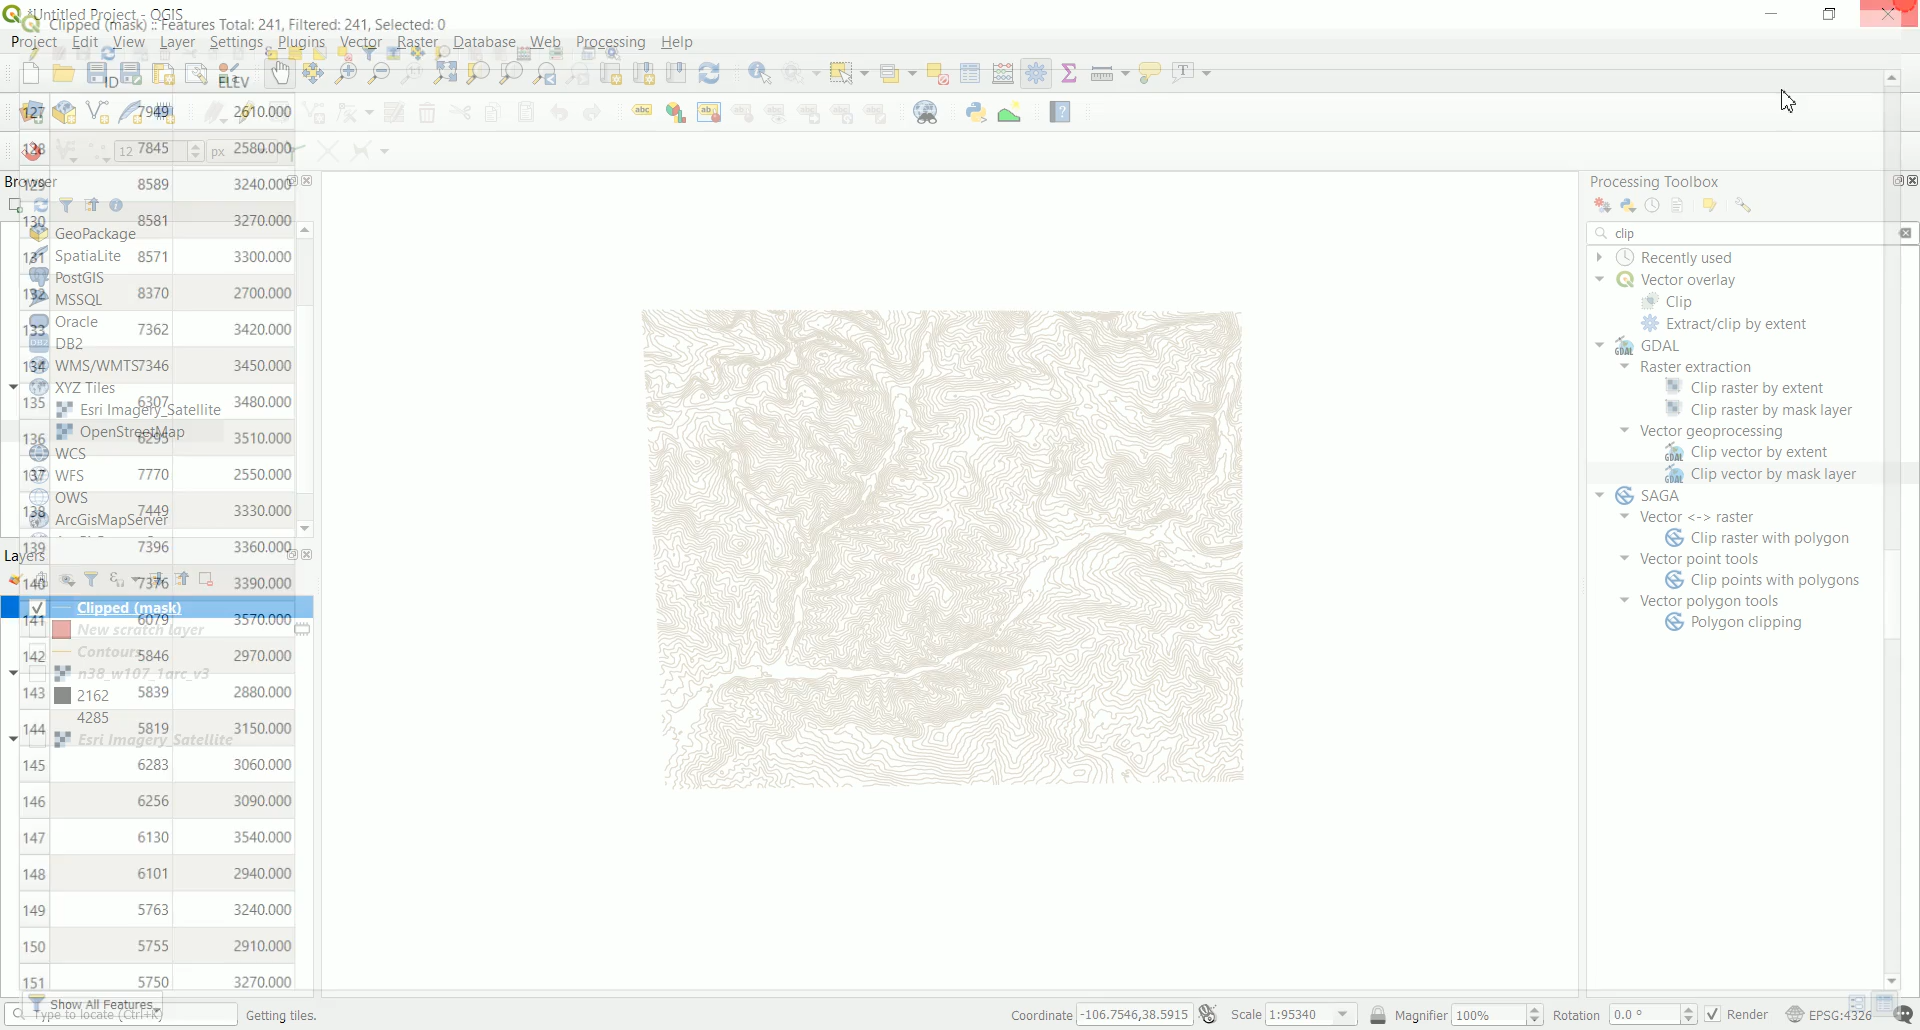 *Untitled Project - QGIS
Clipped (mask) :: Features Total: 241, Filtered: 241, Selected: 0
Project Edit View Layer Settings Plugins Vector Raster Database Web Processing Help
ID ELEV
127 7949 2610.000
128 7845 2580.000
12 px
129 8589 3240.000
Browser
130 8581 3270.000
GeoPackage
131 8571 3300.000
SpatiaLite
PostGIS
132 8370 2700.000
MSSQL
Oracle
133 7362 3420.000
DB2
134 7346 3450.000
WMS/WMTS
XYZ Tiles
135 6307 3480.000
Esri Imagery_Satellite
OpenStreetMap
136 6295 3510.000
WCS
137 7770 2550.000
WFS
OWS
138 7449 3330.000
ArcGisMapServer
139 7396 3360.000
Layers
140 7376 3390.000
Clipped (mask)
141 6079 3570.000
New scratch layer
Contours
142 5846 2970.000
n38_w107_1arc_v3
143 5839 2880.000
2162
4285
144 5819 3150.000
Esri Imagery_Satellite
145 6283 3060.000
146 6256 3090.000
147 6130 3540.000
148 6101 2940.000
149 5763 3240.000
150 5755 2910.000
151 5750 3270.000
Show All Features
Type to locate (Ctrl+K)
Getting tiles.
Processing Toolbox
clip
Recently used
Vector overlay
Clip
Extract/clip by extent
GDAL
Raster extraction
Clip raster by extent
Clip raster by mask layer
Vector geoprocessing
Clip vector by extent
Clip vector by mask layer
SAGA
Vector <-> raster
Clip raster with polygon
Vector point tools
Clip points with polygons
Vector polygon tools
Polygon clipping
Coordinate -106.7546,38.5915 Scale 1:95340 Magnifier 100% Rotation 0.0 ° Render EPSG:4326